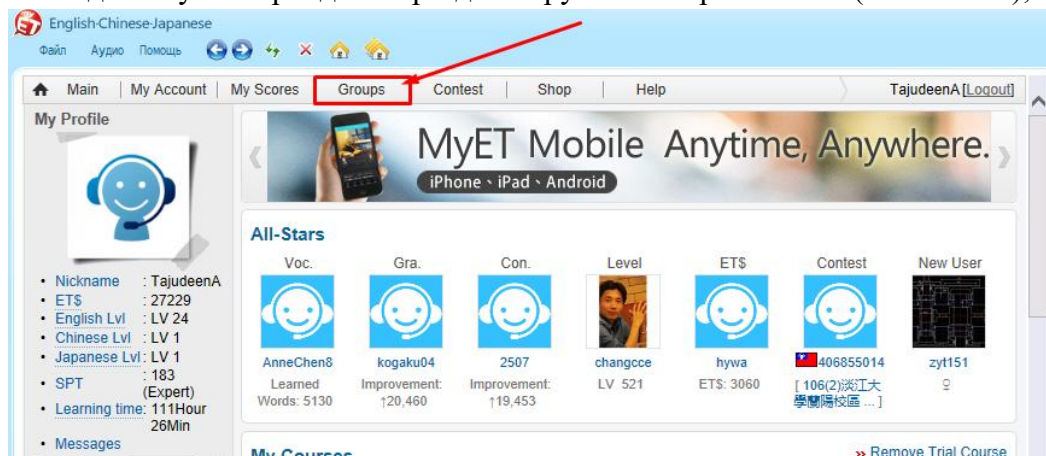 English-Chinese-Japanese
Файл Аудио Помощь
Main My Account My Scores Groups Contest Shop Help TajudeenA [Logout]
My Profile
Nickname : TajudeenA
ET$ : 27229
English Lvl : LV 24
Chinese Lvl : LV 1
Japanese Lvl : LV 1
SPT : 183 (Expert)
Learning time: 111Hour 26Min
Messages
MyET Mobile Anytime, Anywhere.
iPhone、iPad、Android
All-Stars
Voc. Gra. Con. Level ET$ Contest New User
AnneChen8 kogaku04 2507 changcce hywa 406855014 zyt151
Learned Words: 5130
Improvement: ↑20,460
Improvement: ↑19,453
LV 521
ET$: 3060
[ 106(2)淡江大學蘭陽校區 ... ]
♀
My Courses
» Remove Trial Course